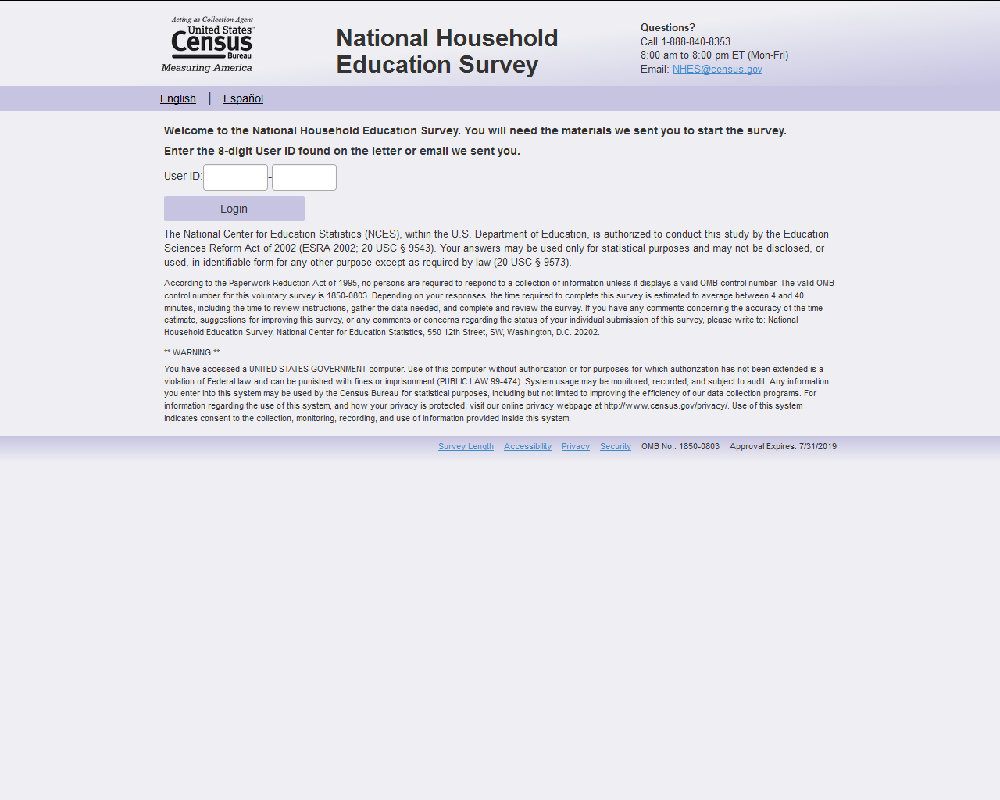 Acting as Collection Agent
United States™
Census
Bureau
Measuring America
National Household
Education Survey
Questions?
Call 1-888-840-8353
8:00 am to 8:00 pm ET (Mon-Fri)
Email: NHES@census.gov
English | Español
Welcome to the National Household Education Survey. You will need the materials we sent you to start the survey.
Enter the 8-digit User ID found on the letter or email we sent you.
User ID: -
Login
The National Center for Education Statistics (NCES), within the U.S. Department of Education, is authorized to conduct this study by the Education
Sciences Reform Act of 2002 (ESRA 2002; 20 USC § 9543). Your answers may be used only for statistical purposes and may not be disclosed, or
used, in identifiable form for any other purpose except as required by law (20 USC § 9573).
According to the Paperwork Reduction Act of 1995, no persons are required to respond to a collection of information unless it displays a valid OMB control number. The valid OMB
control number for this voluntary survey is 1850-0803. Depending on your responses, the time required to complete this survey is estimated to average between 4 and 40
minutes, including the time to review instructions, gather the data needed, and complete and review the survey. If you have any comments concerning the accuracy of the time
estimate, suggestions for improving this survey, or any comments or concerns regarding the status of your individual submission of this survey, please write to: National
Household Education Survey, National Center for Education Statistics, 550 12th Street, SW, Washington, D.C. 20202.
** WARNING **
You have accessed a UNITED STATES GOVERNMENT computer. Use of this computer without authorization or for purposes for which authorization has not been extended is a
violation of Federal law and can be punished with fines or imprisonment (PUBLIC LAW 99-474). System usage may be monitored, recorded, and subject to audit. Any information
you enter into this system may be used by the Census Bureau for statistical purposes, including but not limited to improving the efficiency of our data collection programs. For
information regarding the use of this system, and how your privacy is protected, visit our online privacy webpage at http://www.census.gov/privacy/. Use of this system
indicates consent to the collection, monitoring, recording, and use of information provided inside this system.
Survey Length Accessibility Privacy Security OMB No.: 1850-0803 Approval Expires: 7/31/2019